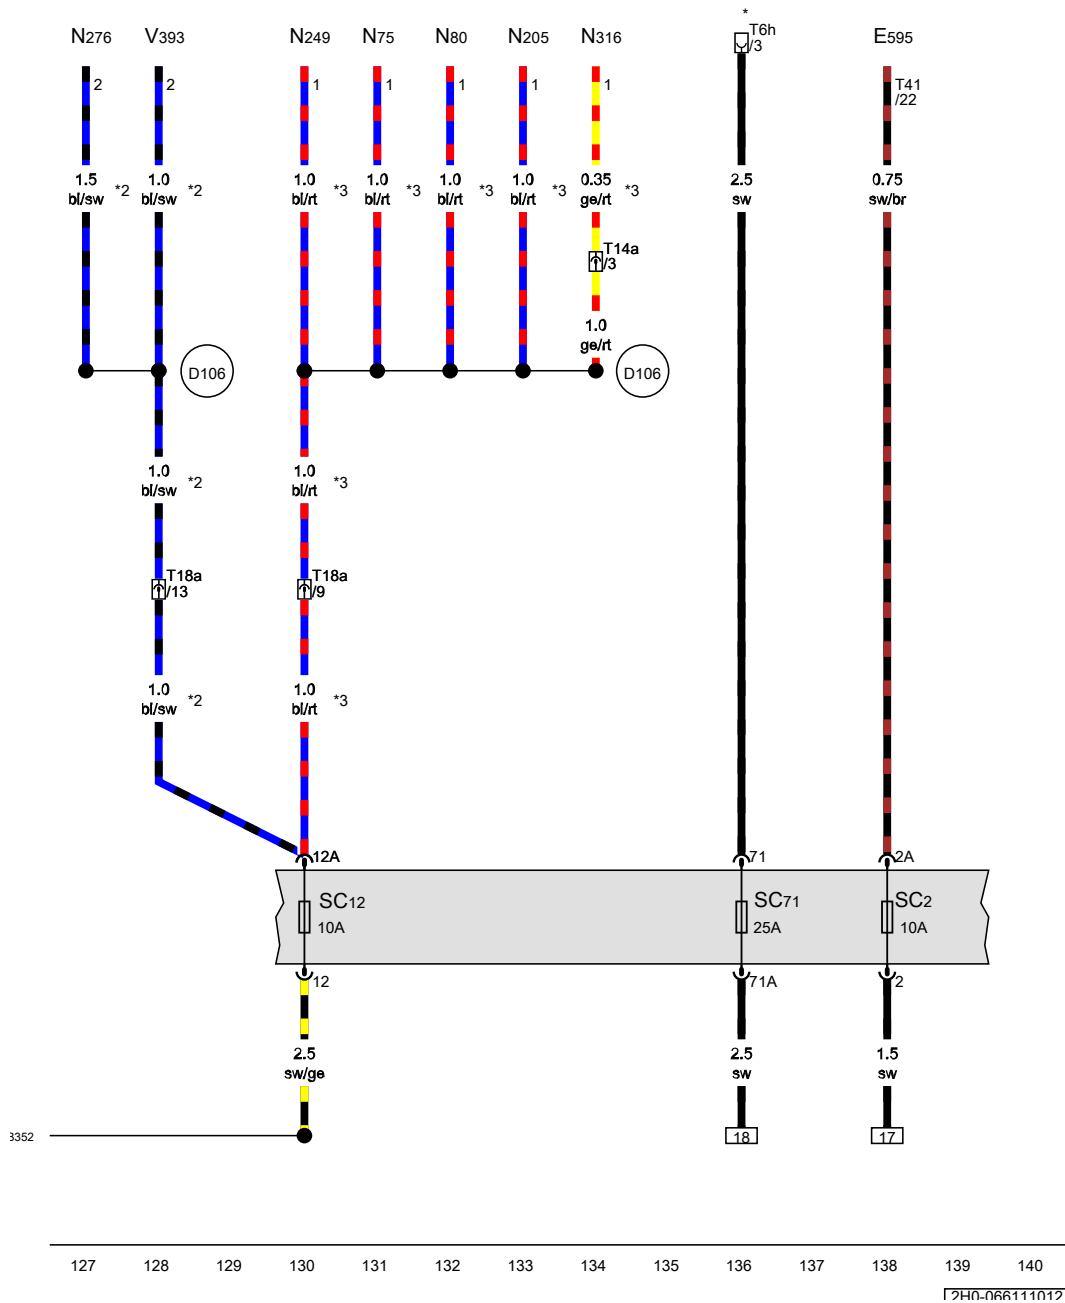 *
N276 V393 N249 N75 N80 N205 N316 T6h E595
/3
2 2 1 1 1 1 1 T41
/22
1.5 1.0 1.0 1.0 1.0 1.0 0.35 2.5 0.75
bl/sw *2 bl/sw *2 bl/rt *3 bl/rt *3 bl/rt *3 bl/rt *3 ge/rt *3 sw sw/br
T14a
/3
1.0
ge/rt
D106 D106
1.0 1.0
bl/sw *2 bl/rt *3
T18a T18a
/13 /9
1.0 1.0
bl/sw *2 bl/rt *3
12A 71 2A
SC12 SC71 SC2
10A 25A 10A
12 71A 2
2.5 2.5 1.5
sw/ge sw sw
3352 18 17
127 128 129 130 131 132 133 134 135 136 137 138 139 140
2H0-066111012